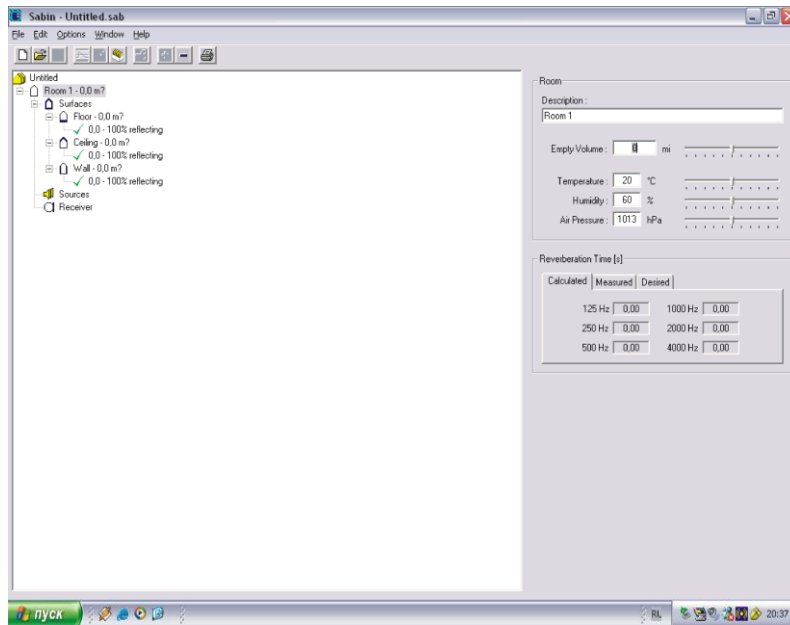 Sabin - Untitled.sab
File Edit Options Window Help
Untitled
Room 1 - 0,0 m?
Surfaces
Floor - 0,0 m?
0,0 - 100% reflecting
Ceiling - 0,0 m?
0,0 - 100% reflecting
Wall - 0,0 m?
0,0 - 100% reflecting
Sources
Receiver
Room
Description :
Room 1
Empty Volume : 0 mi
Temperature : 20 °C
Humidity : 60 %
Air Pressure : 1013 hPa
Reverberation Time [s]
Calculated Measured Desired
125 Hz 0,00 1000 Hz 0,00
250 Hz 0,00 2000 Hz 0,00
500 Hz 0,00 4000 Hz 0,00
пуск RL 20:37